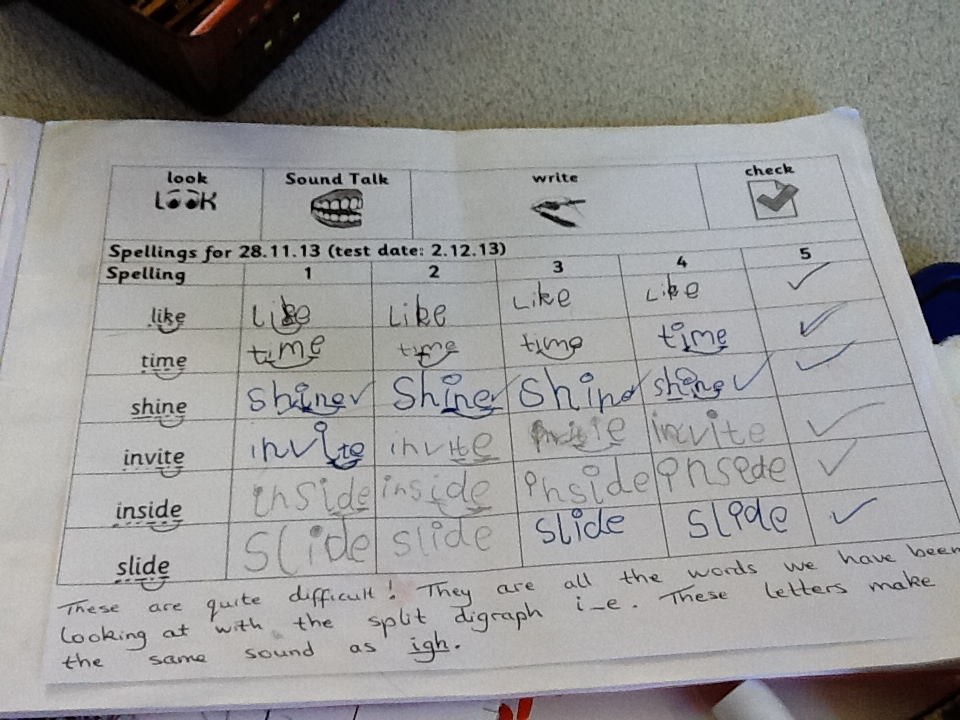 look Sound Talk write check
LOOK
Spellings for 28.11.13 (test date: 2.12.13)
Spelling 1 2 3 4 5
like Like Like Like Like
time time time time time
shine shine shine shine shine
invite invite invite invite
inside inside inside inside insede
slide slide slide slide slide
These are quite difficult! They are all the words we have been
looking at with the split digraph i_e. These letters make
the same sound as igh.